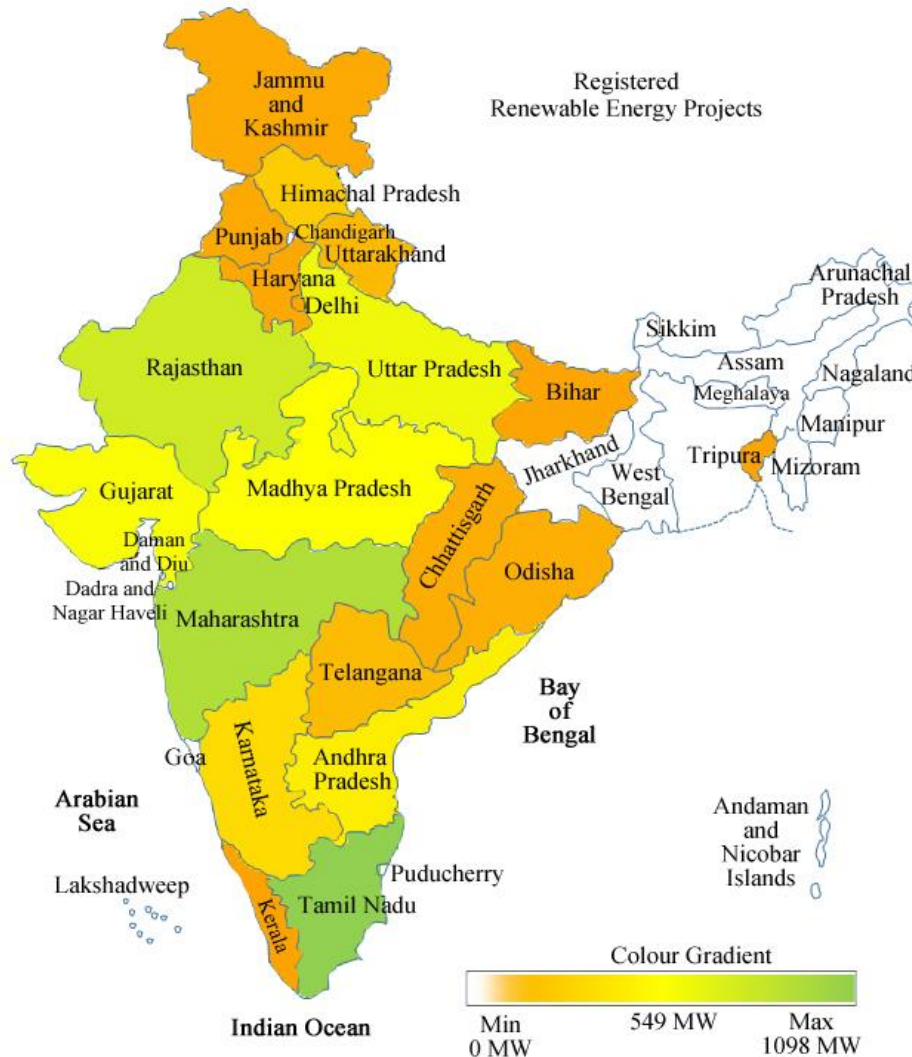 Jammu
and
Kashmir
Registered
Renewable Energy Projects
Himachal Pradesh
Punjab
Chandigarh
Uttarakhand
Haryana
Delhi
Arunachal
Pradesh
Sikkim
Assam
Nagaland
Meghalaya
Manipur
Rajasthan
Uttar Pradesh
Bihar
Tripura
Mizoram
Jharkhand
West
Bengal
Gujarat
Madhya Pradesh
Daman
and Diu
Dadra and
Nagar Haveli
Chhattisgarh
Odisha
Maharashtra
Telangana
Bay
of
Bengal
Goa
Karnataka
Andhra
Pradesh
Arabian
Sea
Andaman
and
Nicobar
Islands
Puducherry
Lakshadweep
Kerala
Tamil Nadu
Colour Gradient
Min
0 MW
549 MW
Max
1098 MW
Indian Ocean